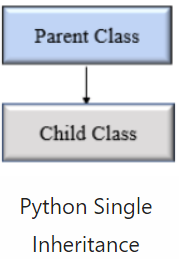 Parent Class
Child Class
Python Single
Inheritance